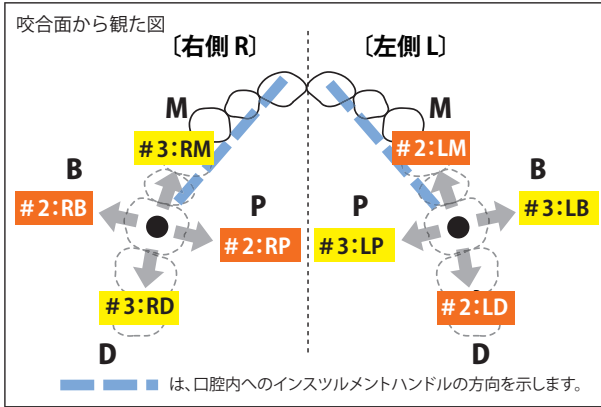 咬合面から観た図
〔右側 R〕
〔左側 L〕
M
M
#3:RM
#2:LM
B
B
#2:RB
#3:LB
P
P
#2:RP
#3:LP
#3:RD
#2:LD
D
D
は、口腔内へのインスツルメントハンドルの方向を示します。